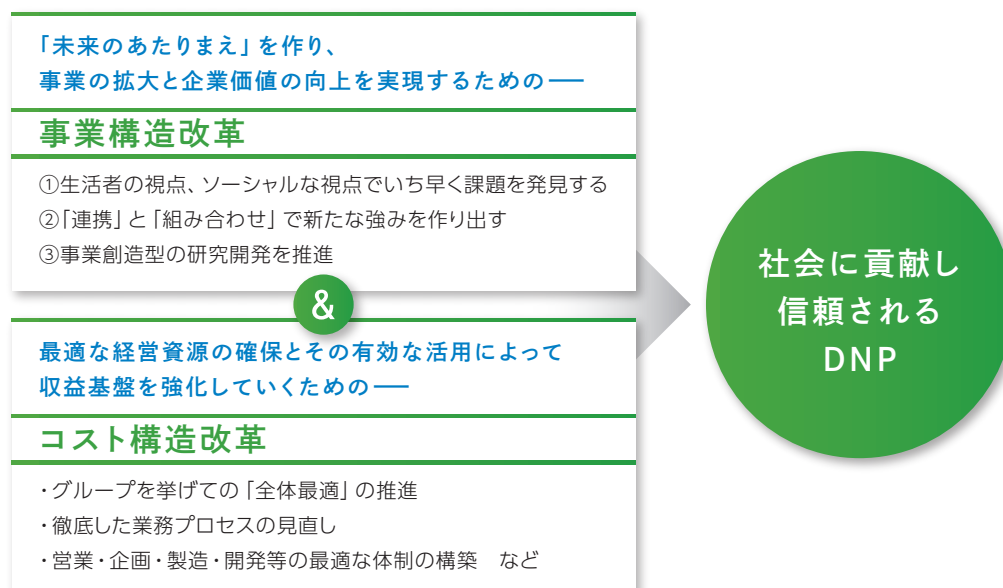 「未来のあたりまえ」を作り、
事業の拡大と企業価値の向上を実現するための──
事業構造改革
①生活者の視点、ソーシャルな視点でいち早く課題を発見する
②「連携」と「組み合わせ」で新たな強みを作り出す
③事業創造型の研究開発を推進
&
最適な経営資源の確保とその有効な活用によって
収益基盤を強化していくための──
コスト構造改革
・グループを挙げての「全体最適」の推進
・徹底した業務プロセスの見直し
・営業・企画・製造・開発等の最適な体制の構築　など
社会に貢献し
信頼される
DNP